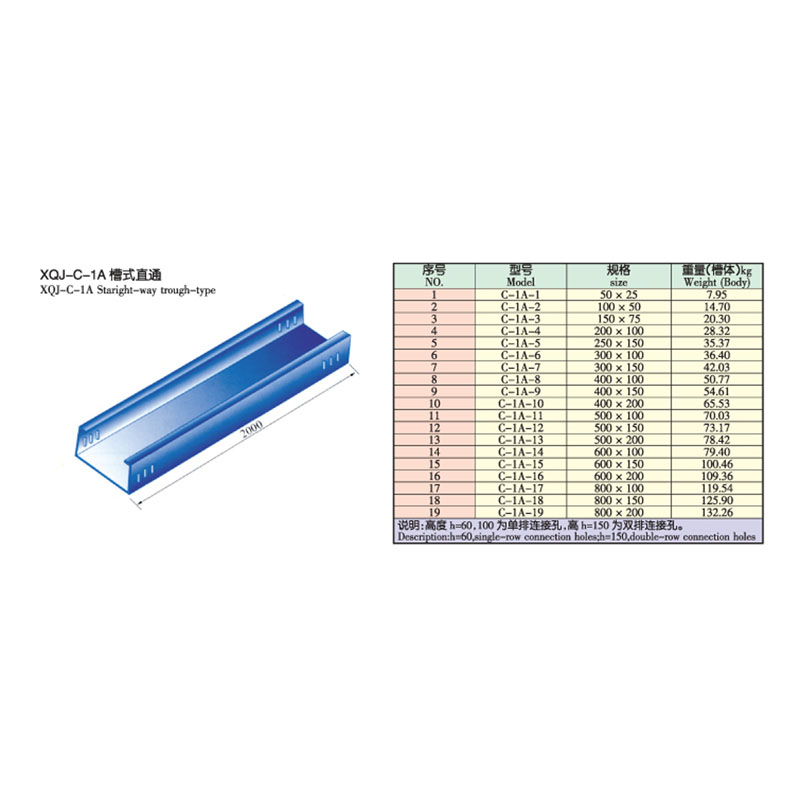 XQJ-C-1A 槽式直通
XQJ-C-1A Staright-way trough-type
2000
序号 型号 规格 重量(槽体)kg
NO. Model size Weight (Body)
1 C-1A-1 50 × 25 7.95
2 C-1A-2 100 × 50 14.70
3 C-1A-3 150 × 75 20.30
4 C-1A-4 200 × 100 28.32
5 C-1A-5 250 × 150 35.37
6 C-1A-6 300 × 100 36.40
7 C-1A-7 300 × 150 42.03
8 C-1A-8 400 × 100 50.77
9 C-1A-9 400 × 150 54.61
10 C-1A-10 400 × 200 65.53
11 C-1A-11 500 × 100 70.03
12 C-1A-12 500 × 150 73.17
13 C-1A-13 500 × 200 78.42
14 C-1A-14 600 × 100 79.40
15 C-1A-15 600 × 150 100.46
16 C-1A-16 600 × 200 109.36
17 C-1A-17 800 × 100 119.54
18 C-1A-18 800 × 150 125.90
19 C-1A-19 800 × 200 132.26
说明:高度 h=60,100 为单排连接孔,高 h=150 为双排连接孔。
Description:h=60,single-row connection holes;h=150,double-row connection holes